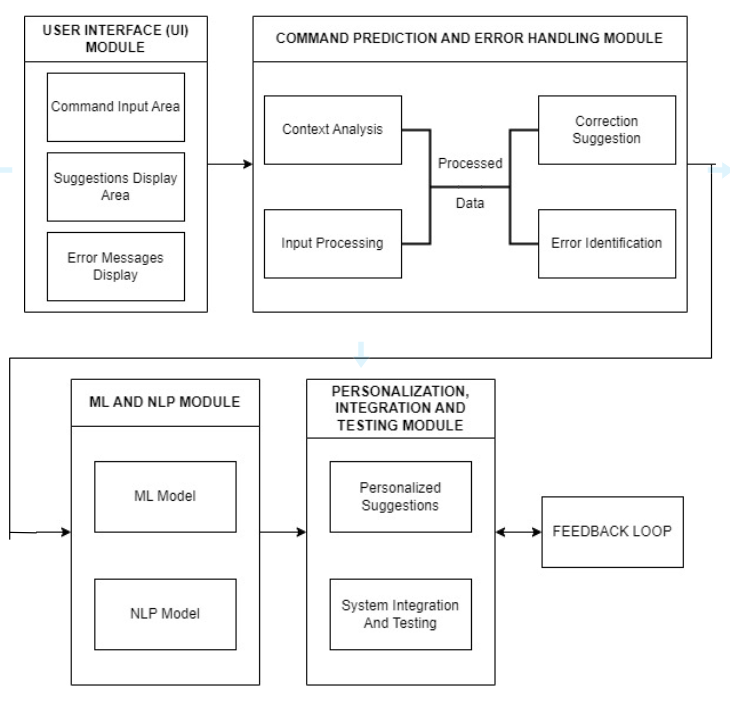 USER INTERFACE (UI)
MODULE
Command Input Area
Suggestions Display
Area
Error Messages
Display
COMMAND PREDICTION AND ERROR HANDLING MODULE
Context Analysis
Input Processing
Processed
Data
Correction
Suggestion
Error Identification
ML AND NLP MODULE
ML Model
NLP Model
PERSONALIZATION,
INTEGRATION AND
TESTING MODULE
Personalized
Suggestions
System Integration
And Testing
FEEDBACK LOOP